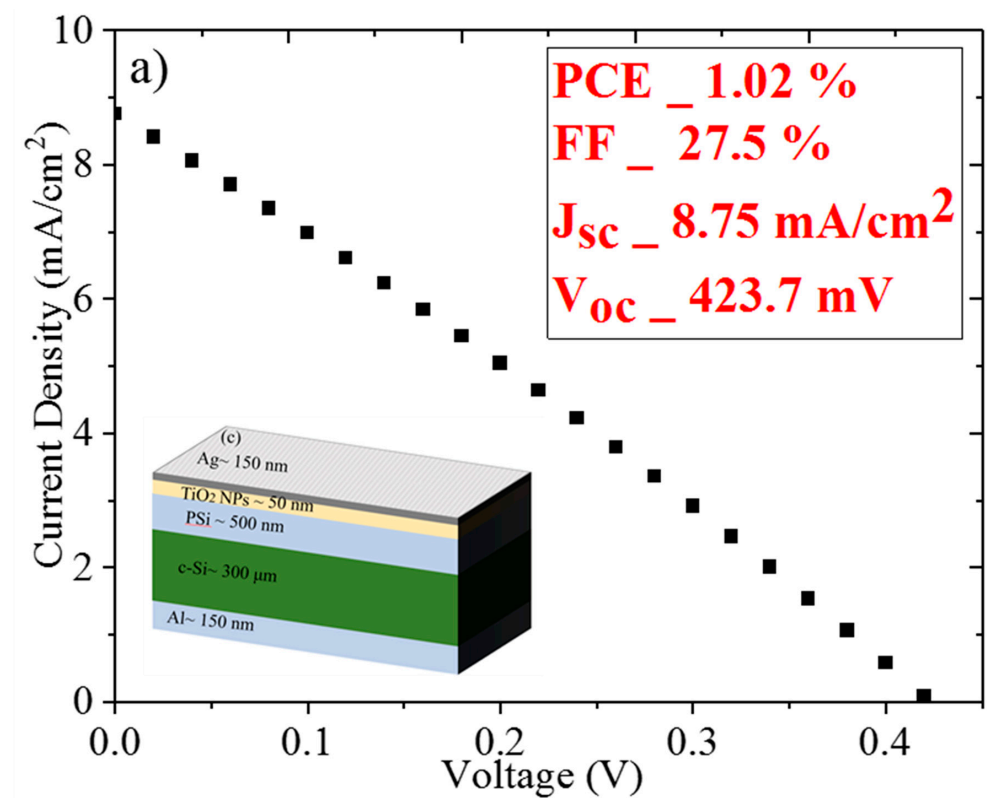 a)
PCE _ 1.02 %
FF _ 27.5 %
Jsc _ 8.75 mA/cm²
Voc _ 423.7 mV
Current Density (mA/cm²)
10
8
6
4
2
0
(c)
Ag~ 150 nm
TiO₂ NPs ~ 50 nm
PSi ~ 500 nm
c-Si~ 300 µm
Al~ 150 nm
0.0 0.1 0.2 0.3 0.4
Voltage (V)